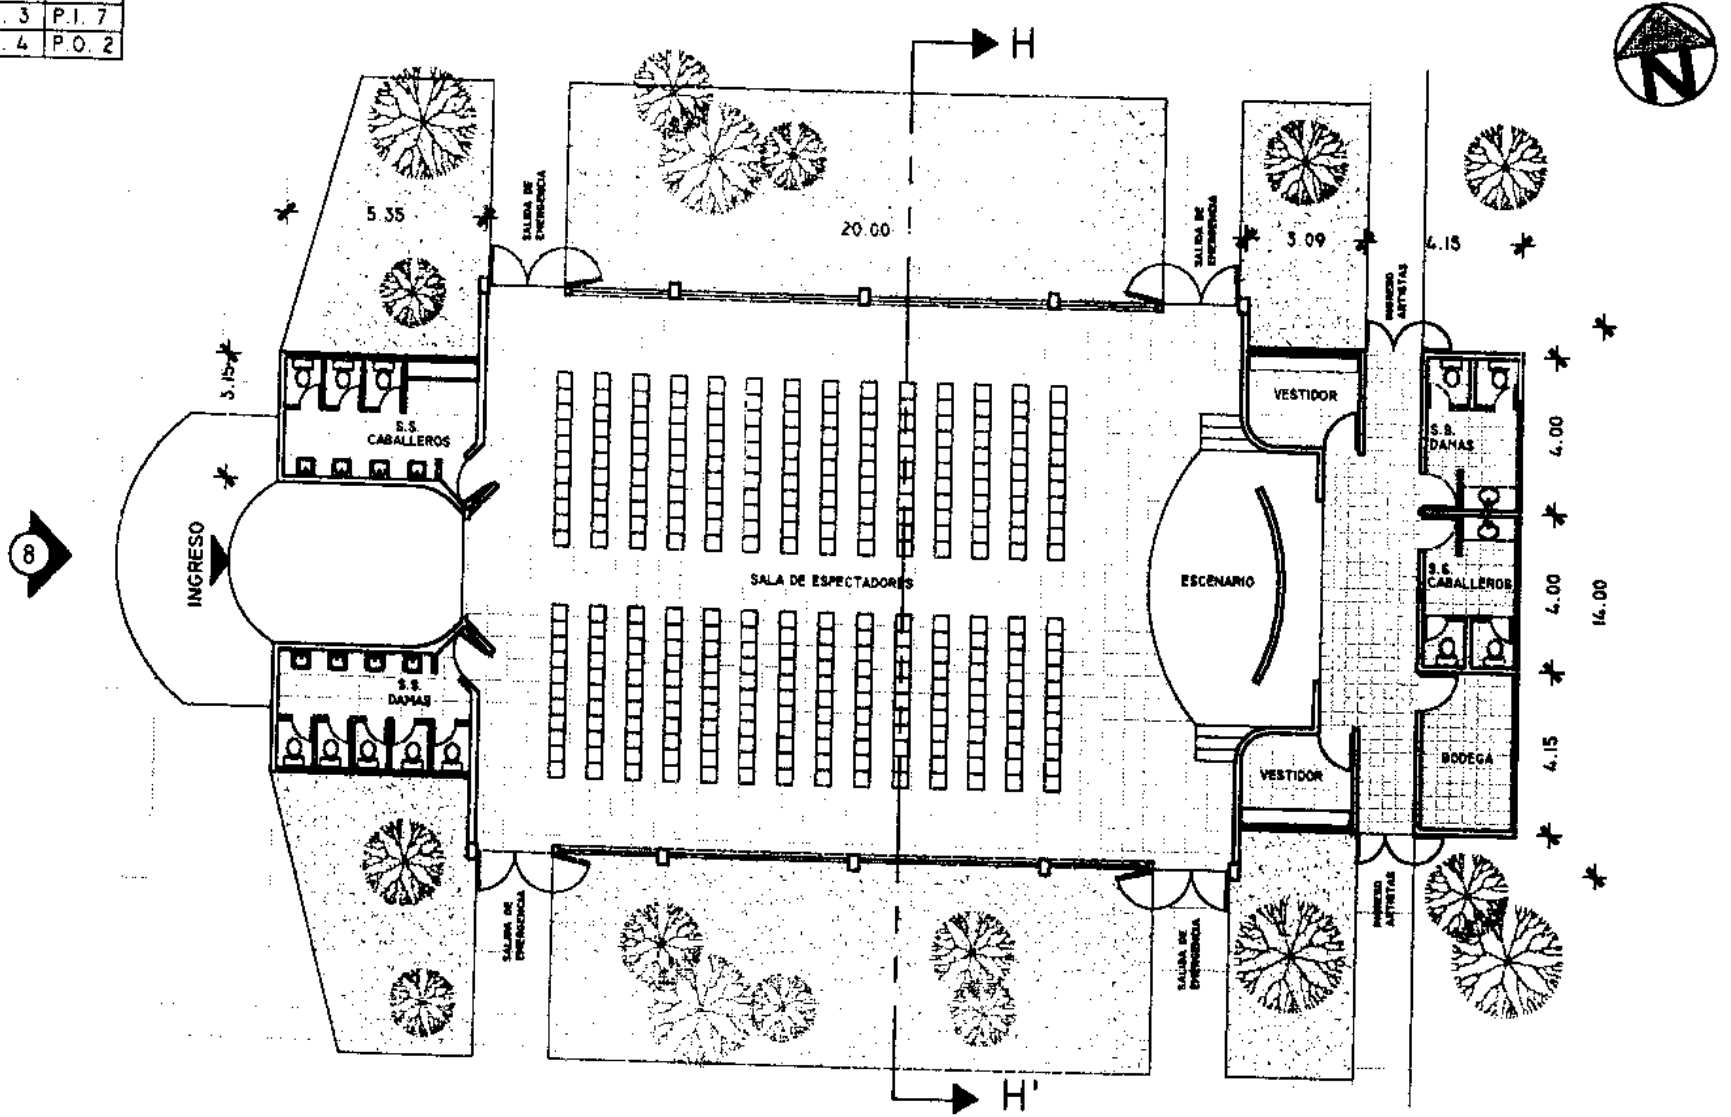 . 3 P.I. 7
. 4 P.O. 2
H
N
5.35
SALIDA DE
EMERGENCIA
20.00
SALIDA DE
EMERGENCIA
3.09
4.15
INGRESO
ARTISTAS
3.15
S.S.
CABALLEROS
VESTIDOR
S.S.
DAMAS
4.00
8
INGRESO
SALA DE ESPECTADORES
ESCENARIO
S.S.
CABALLEROS
4.00
14.00
S.S.
DAMAS
VESTIDOR
BODEGA
4.15
SALIDA DE
EMERGENCIA
SALIDA DE
EMERGENCIA
INGRESO
ARTISTAS
H'